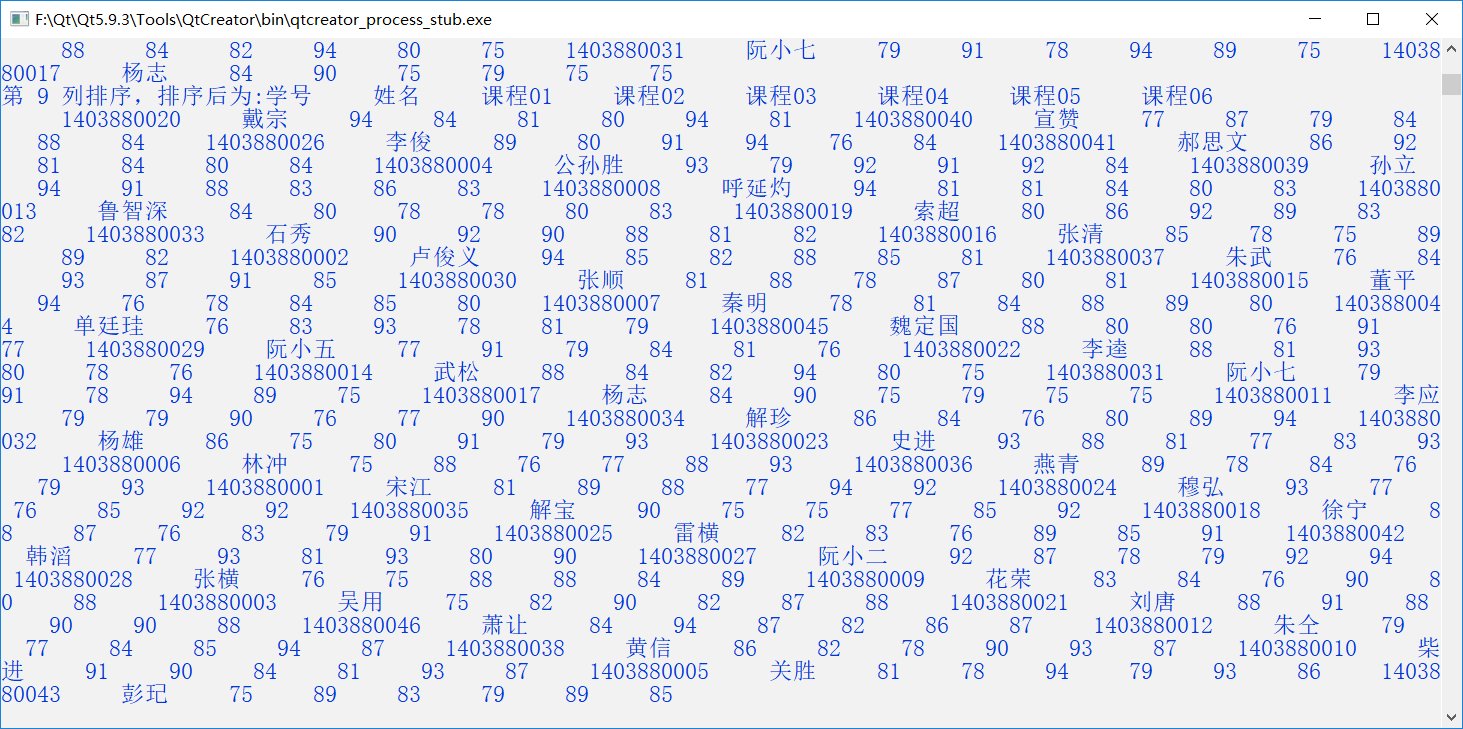 F:\Qt\Qt5.9.3\Tools\QtCreator\bin\qtcreator_process_stub.exe
88 84 82 94 80 75 1403880031 阮小七 79 91 78 94 89 75 14038
80017 杨志 84 90 75 79 75 75
第 9 列排序，排序后为:学号 姓名 课程01 课程02 课程03 课程04 课程05 课程06
1403880020 戴宗 94 84 81 80 94 81 1403880040 宣赞 77 87 79 84
88 84 1403880026 李俊 89 80 91 94 76 84 1403880041 郝思文 86 92
81 84 80 84 1403880004 公孙胜 93 79 92 91 92 84 1403880039 孙立
94 91 88 83 86 83 1403880008 呼延灼 94 81 81 84 80 83 1403880
013 鲁智深 84 80 78 78 80 83 1403880019 索超 80 86 92 89 83
82 1403880033 石秀 90 92 90 88 81 82 1403880016 张清 85 78 75 89
89 82 1403880002 卢俊义 94 85 82 88 85 81 1403880037 朱武 76 84
93 87 91 85 1403880030 张顺 81 88 78 87 80 81 1403880015 董平
94 76 78 84 85 80 1403880007 秦明 78 81 84 88 89 80 140388004
4 单廷珪 76 83 93 78 81 79 1403880045 魏定国 88 80 80 76 91
77 1403880029 阮小五 77 91 79 84 81 76 1403880022 李逵 88 81 93
80 78 76 1403880014 武松 88 84 82 94 80 75 1403880031 阮小七 79
91 78 94 89 75 1403880017 杨志 84 90 75 79 75 75 1403880011 李应
79 79 90 76 77 90 1403880034 解珍 86 84 76 80 89 94 1403880
032 杨雄 86 75 80 91 79 93 1403880023 史进 93 88 81 77 83 93
1403880006 林冲 75 88 76 77 88 93 1403880036 燕青 89 78 84 76
79 93 1403880001 宋江 81 89 88 77 94 92 1403880024 穆弘 93 77
76 85 92 92 1403880035 解宝 90 75 75 77 85 92 1403880018 徐宁 8
8 87 76 83 79 91 1403880025 雷横 82 83 76 89 85 91 1403880042
韩滔 77 93 81 93 80 90 1403880027 阮小二 92 87 78 79 92 94
1403880028 张横 76 75 88 88 84 89 1403880009 花荣 83 84 76 90 8
0 88 1403880003 吴用 75 82 90 82 87 88 1403880021 刘唐 88 91 88
90 90 88 1403880046 萧让 84 94 87 82 86 87 1403880012 朱仝 79
77 84 85 94 87 1403880038 黄信 86 82 78 90 93 87 1403880010 柴
进 91 90 84 81 93 87 1403880005 关胜 81 78 94 79 93 86 14038
80043 彭玘 75 89 83 79 89 85